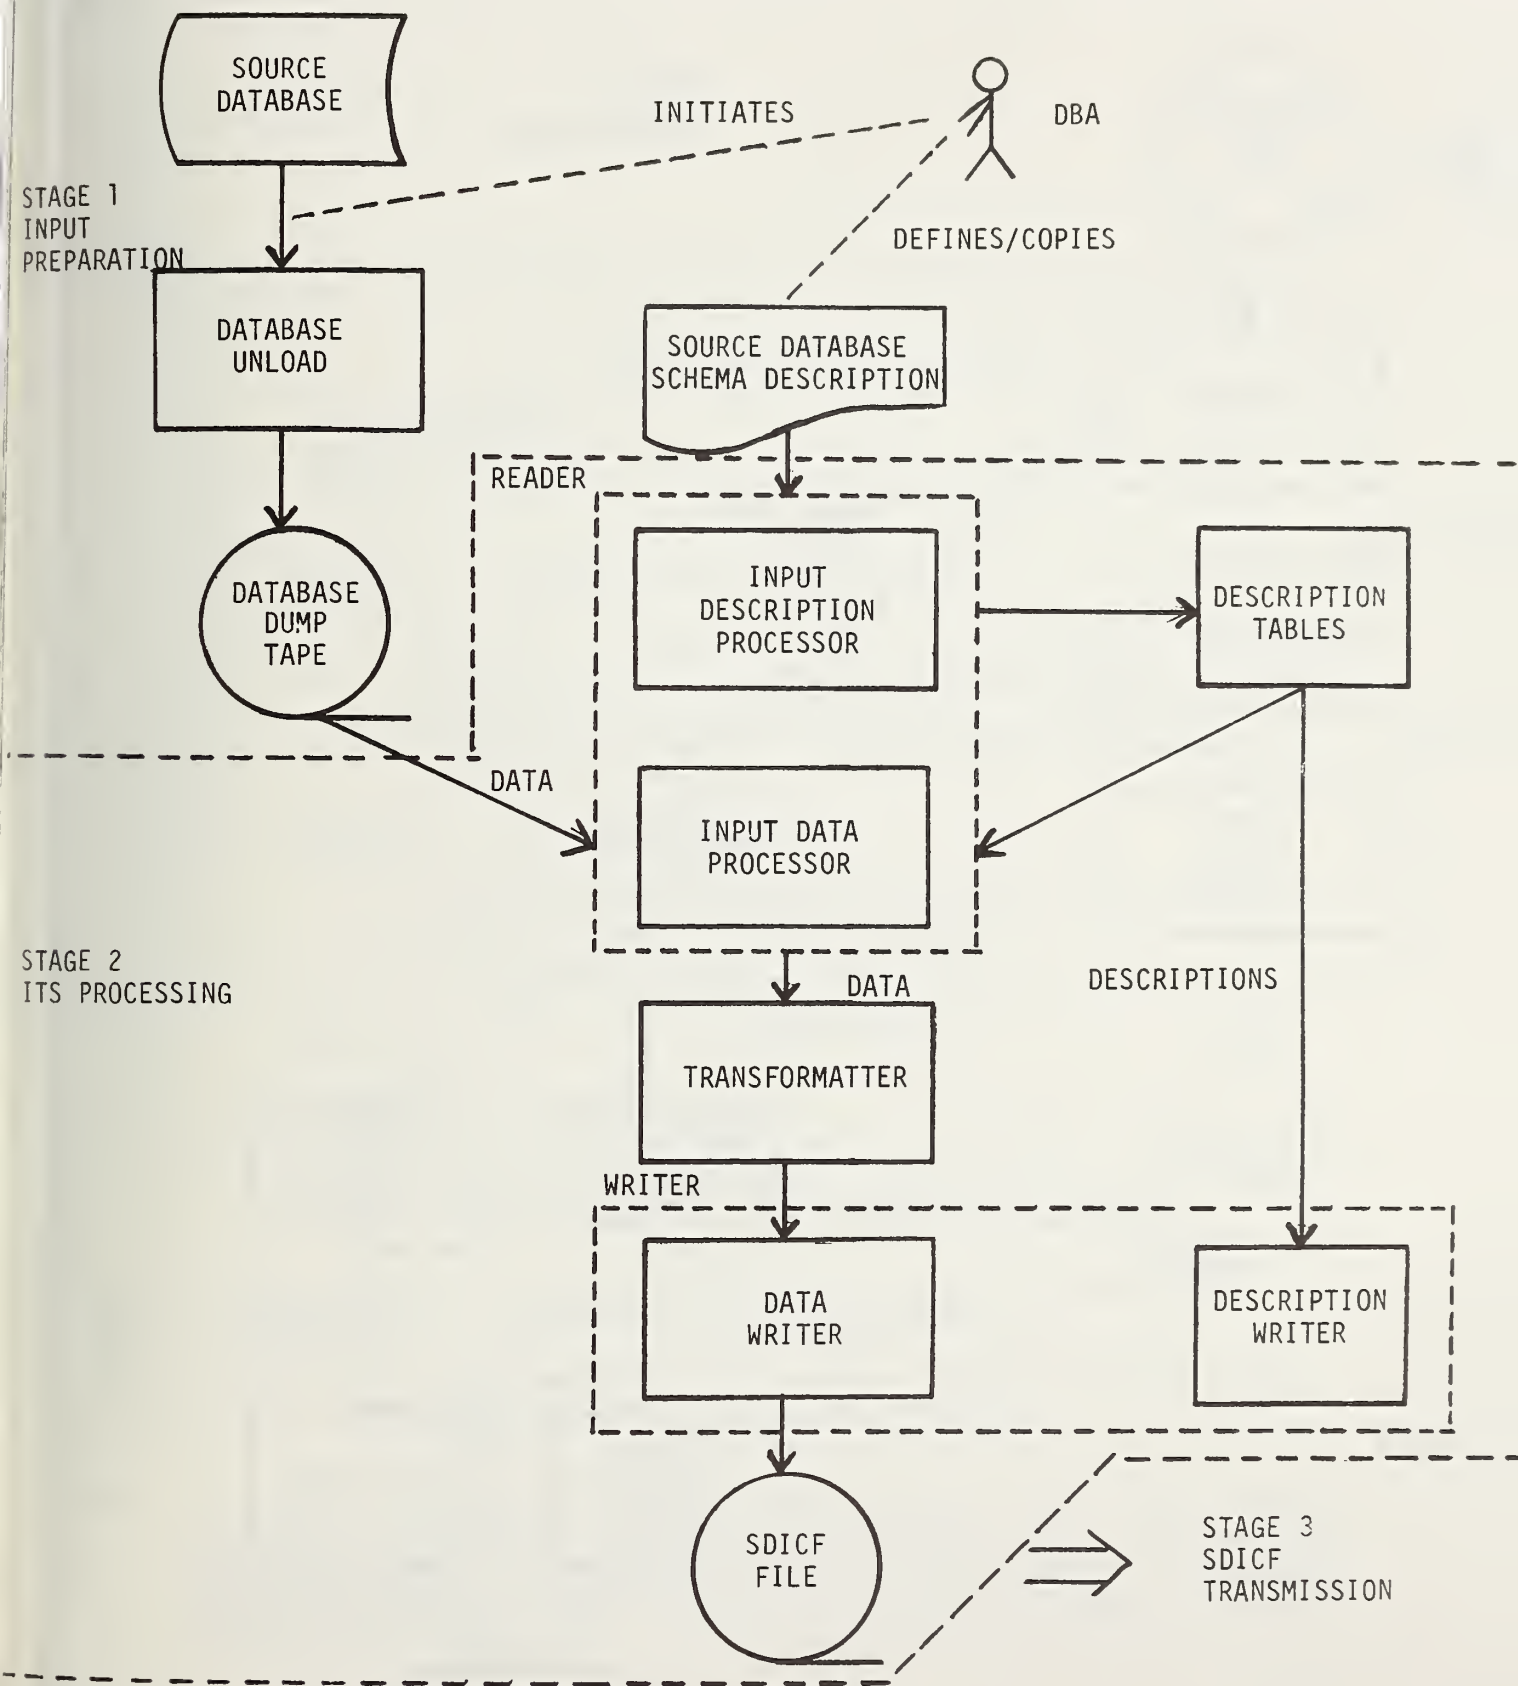 SOURCE
DATABASE
INITIATES
DBA
STAGE 1
INPUT
PREPARATION
DEFINES/COPIES
DATABASE
UNLOAD
SOURCE DATABASE
SCHEMA DESCRIPTION
READER
INPUT
DESCRIPTION
PROCESSOR
DESCRIPTION
TABLES
DATABASE
DUMP
TAPE
DATA
INPUT DATA
PROCESSOR
STAGE 2
ITS PROCESSING
DATA
DESCRIPTIONS
TRANSFORMATTER
WRITER
DATA
WRITER
DESCRIPTION
WRITER
SDICF
FILE
STAGE 3
SDICF
TRANSMISSION